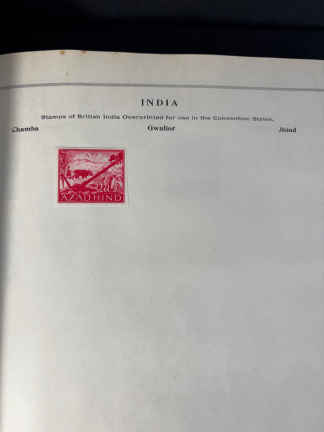 INDIA
Stamps of British India Overprinted for use in the Convention States.
Chamba Gwalior Jhind
AZAD HIND